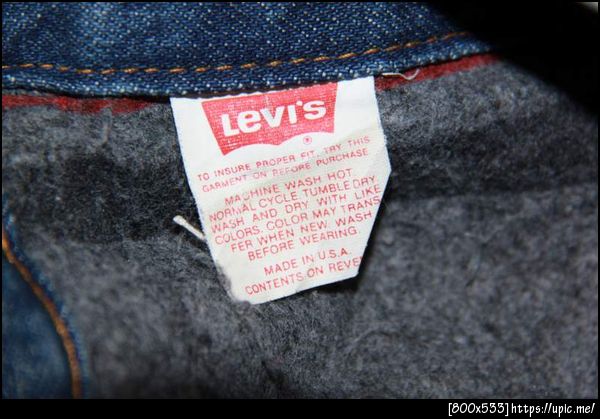 Levi's
®
TO INSURE PROPER FIT, TRY THIS
GARMENT ON BEFORE PURCHASE
MACHINE WASH HOT
NORMAL CYCLE TUMBLE DRY
WASH AND DRY WITH LIKE
COLORS. COLOR MAY TRANS
FER WHEN NEW. WASH
BEFORE WEARING.
MADE IN U.S.A.
CONTENTS ON REVE
[800x533]https://upic.me/